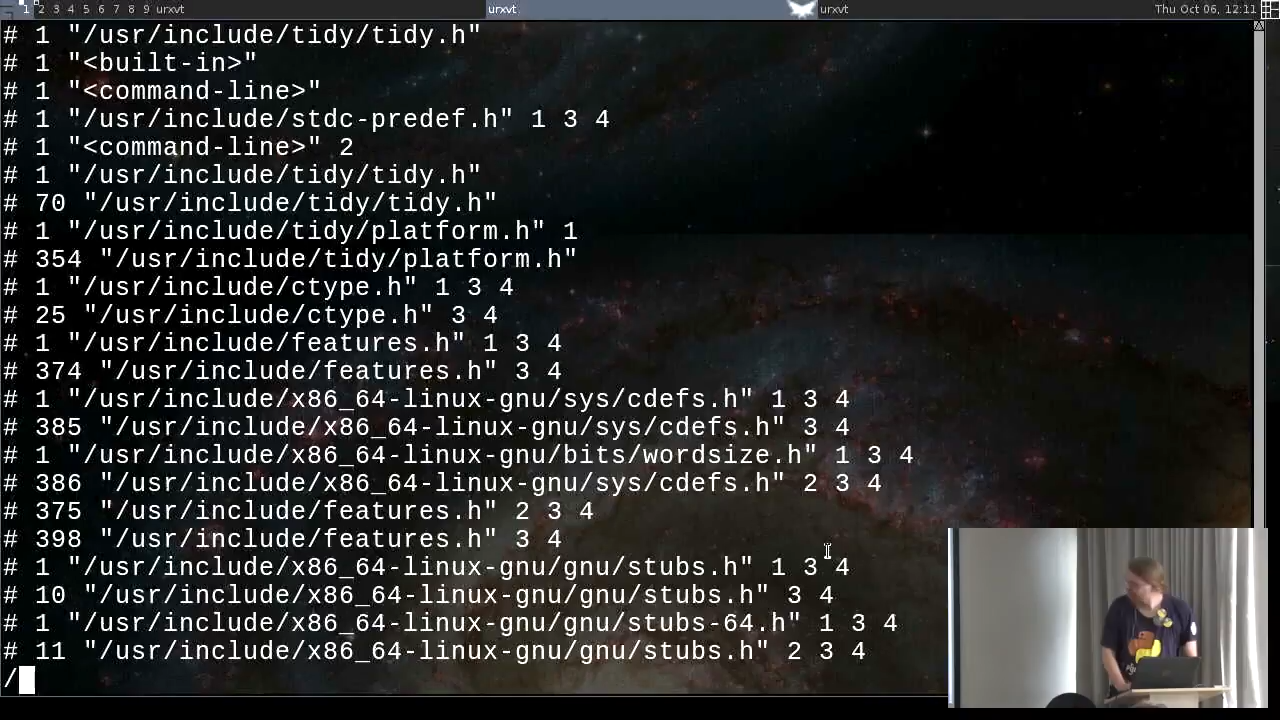 1 2 3 4 5 6 7 8 9 urxvt urxvt urxvt Thu Oct 06, 12:11
# 1 "/usr/include/tidy/tidy.h"
# 1 "<built-in>"
# 1 "<command-line>"
# 1 "/usr/include/stdc-predef.h" 1 3 4
# 1 "<command-line>" 2
# 1 "/usr/include/tidy/tidy.h"
# 70 "/usr/include/tidy/tidy.h"
# 1 "/usr/include/tidy/platform.h" 1
# 354 "/usr/include/tidy/platform.h"
# 1 "/usr/include/ctype.h" 1 3 4
# 25 "/usr/include/ctype.h" 3 4
# 1 "/usr/include/features.h" 1 3 4
# 374 "/usr/include/features.h" 3 4
# 1 "/usr/include/x86_64-linux-gnu/sys/cdefs.h" 1 3 4
# 385 "/usr/include/x86_64-linux-gnu/sys/cdefs.h" 3 4
# 1 "/usr/include/x86_64-linux-gnu/bits/wordsize.h" 1 3 4
# 386 "/usr/include/x86_64-linux-gnu/sys/cdefs.h" 2 3 4
# 375 "/usr/include/features.h" 2 3 4
# 398 "/usr/include/features.h" 3 4
# 1 "/usr/include/x86_64-linux-gnu/gnu/stubs.h" 1 3 4
# 10 "/usr/include/x86_64-linux-gnu/gnu/stubs.h" 3 4
# 1 "/usr/include/x86_64-linux-gnu/gnu/stubs-64.h" 1 3 4
# 11 "/usr/include/x86_64-linux-gnu/gnu/stubs.h" 2 3 4
/